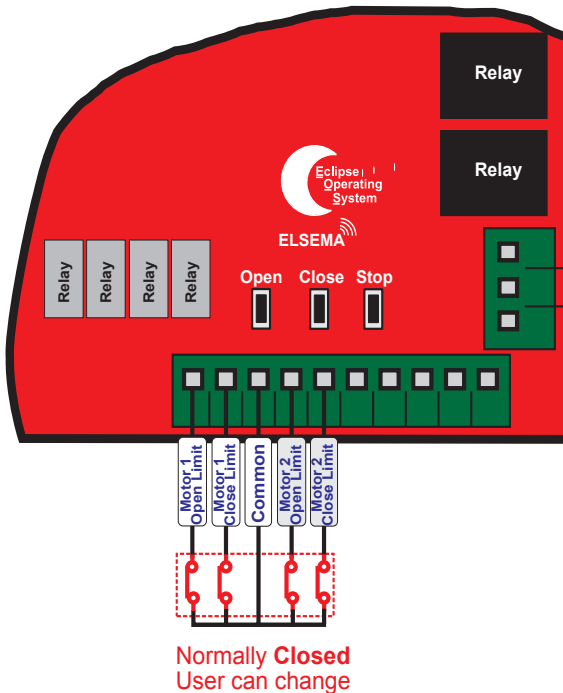 Relay
Relay
Eclipse
Operating
System
ELSEMA
Relay
Relay
Relay
Relay
Open
Close
Stop
Motor 1
Open Limit
Motor 1
Close Limit
Common
Motor 2
Open Limit
Motor 2
Close Limit
Normally Closed
User can change